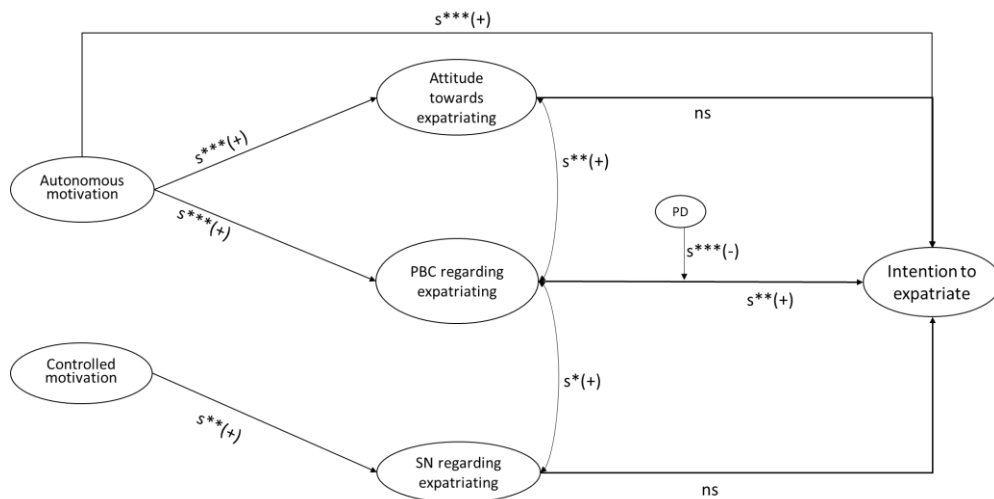 s***(+)
Attitude
towards
expatriating
ns
s***(+)
s**(+)
Autonomous
motivation
PD
s***(+)
s***(-)
PBC regarding
expatriating
Intention to
expatriate
s**(+)
Controlled
motivation
s*(+)
s**(+)
SN regarding
expatriating
ns